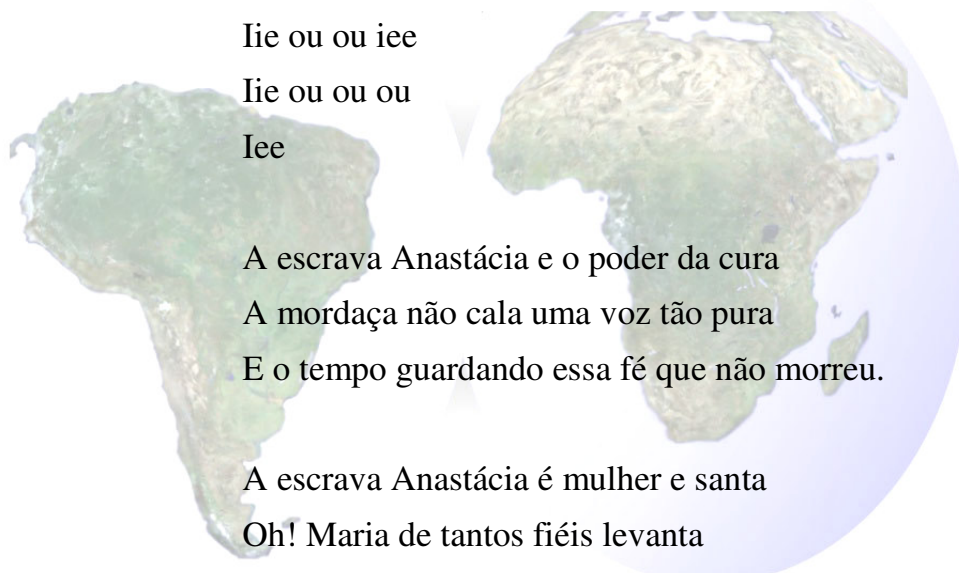 Iie ou ou iee
Iie ou ou ou
Iee
A escrava Anastácia e o poder da cura
A mordaça não cala uma voz tão pura
E o tempo guardando essa fé que não morreu.
A escrava Anastácia é mulher e santa
Oh! Maria de tantos fiéis levanta